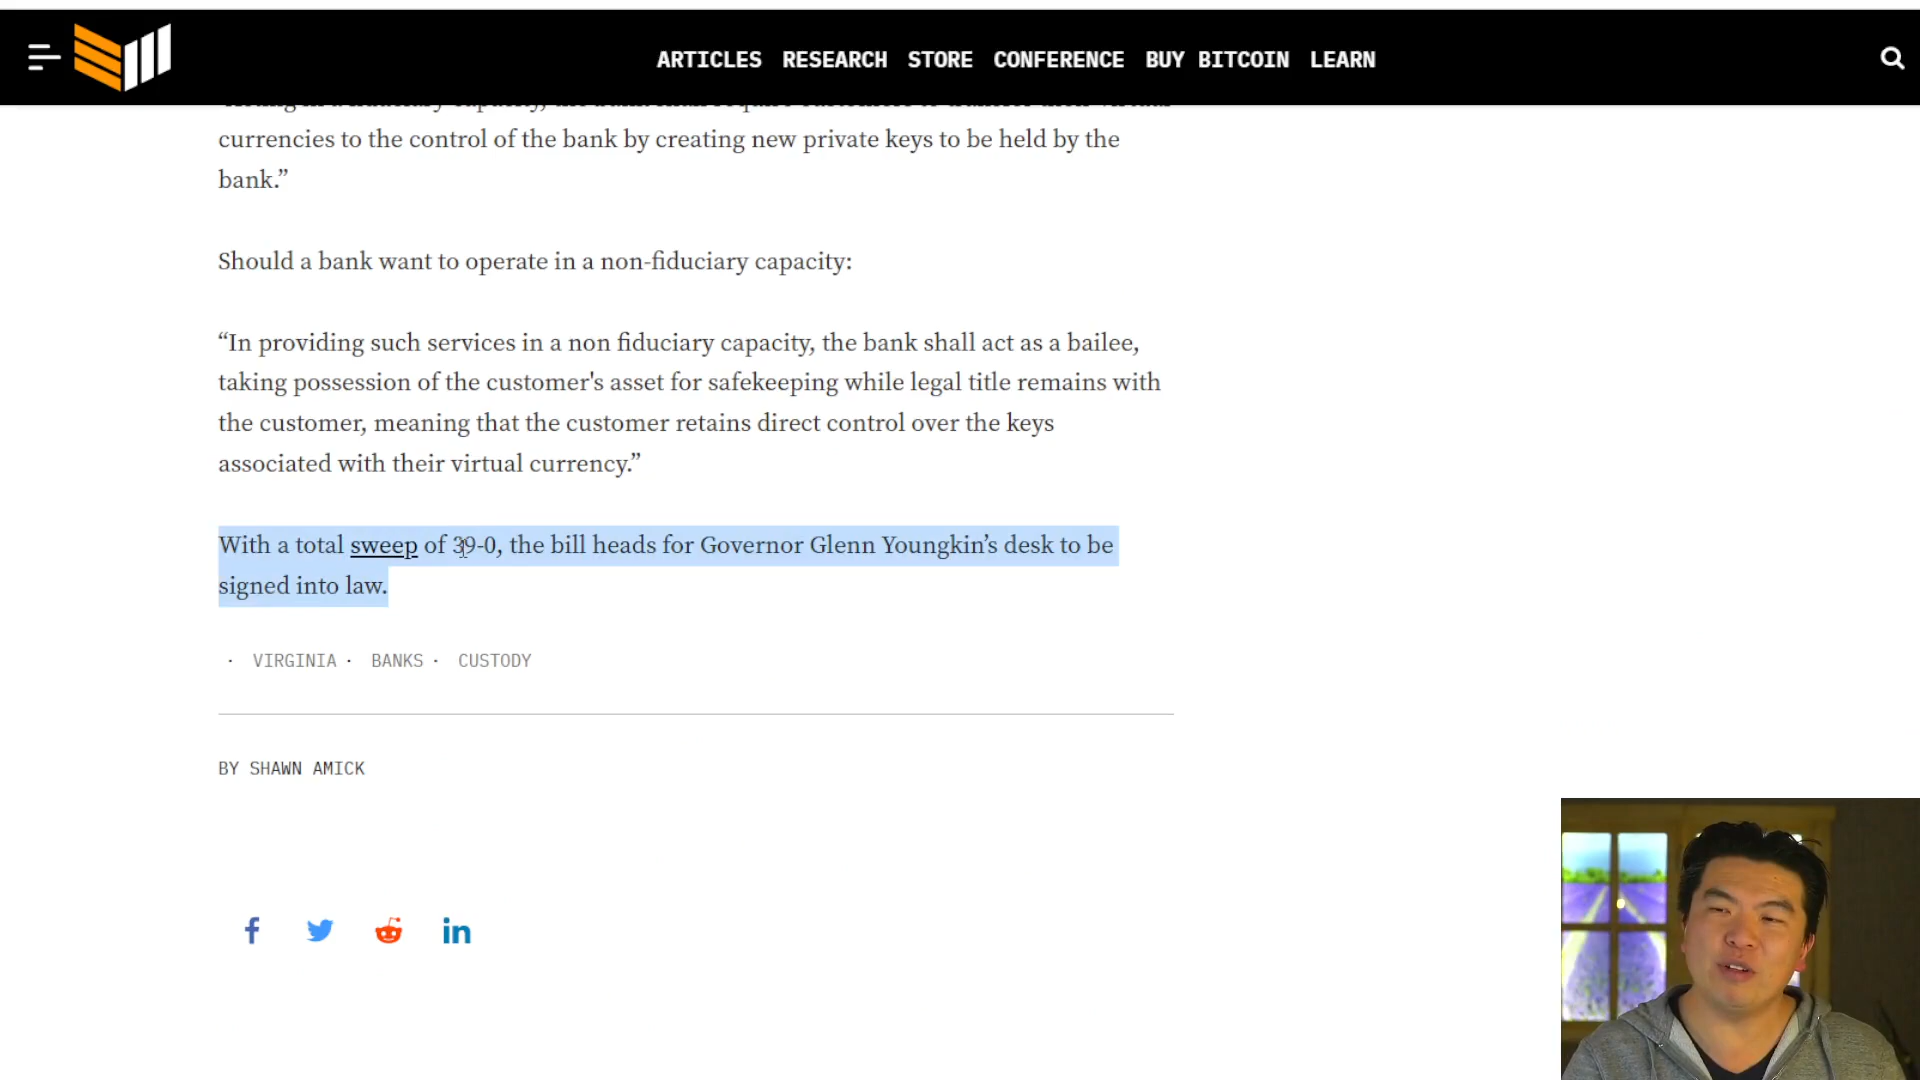 ARTICLES RESEARCH STORE CONFERENCE BUY BITCOIN LEARN
currencies to the control of the bank by creating new private keys to be held by the
bank.”
Should a bank want to operate in a non-fiduciary capacity:
“In providing such services in a non fiduciary capacity, the bank shall act as a bailee,
taking possession of the customer's asset for safekeeping while legal title remains with
the customer, meaning that the customer retains direct control over the keys
associated with their virtual currency.”
With a total sweep of 39-0, the bill heads for Governor Glenn Youngkin’s desk to be
signed into law.
· VIRGINIA · BANKS · CUSTODY
BY SHAWN AMICK